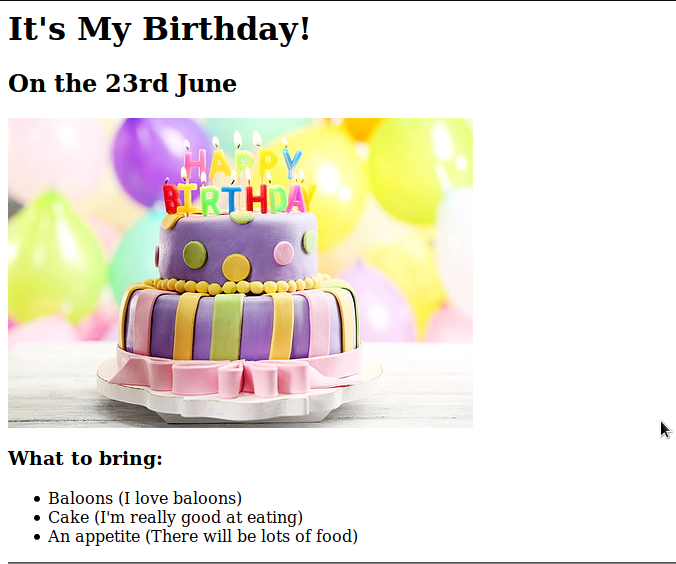 It's My Birthday!
On the 23rd June
HAPPY
BIRTHDAY
What to bring:
Baloons (I love baloons)
Cake (I'm really good at eating)
An appetite (There will be lots of food)